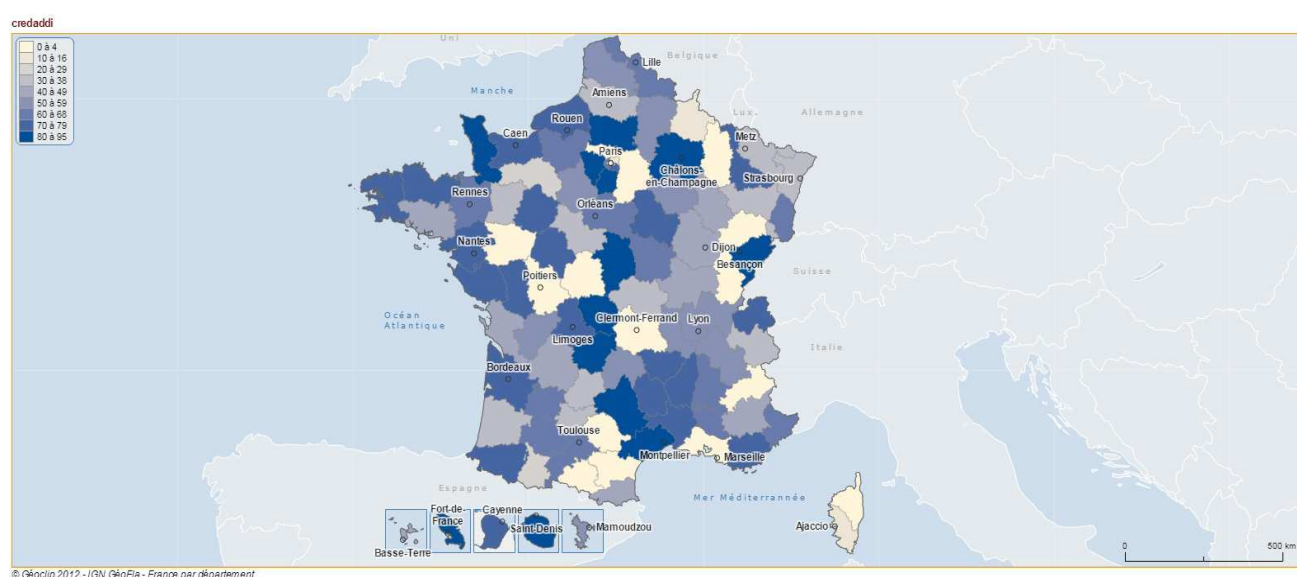 credaddi
0 à 4
10 à 16
20 à 29
30 à 38
40 à 49
50 à 59
60 à 68
70 à 79
80 à 95
Uni
Belgique
Lille
Manche
Amiens
Lux.
Allemagne
Rouen
Caen
Metz
Paris
Châlons-
en-Champagne
Strasbourg
Rennes
Orléans
Nantes
Dijon
Besançon
Suisse
Poitiers
Océan
Atlantique
Clermont-Ferrand
Lyon
Limoges
Italie
Bordeaux
Toulouse
Montpellier
Marseille
Espagne
Mer Méditerrannée
Fort-de-
France
Cayenne
Saint-Denis
Mamoudzou
Ajaccio
Basse-Terre
0
500 km
© Géoclip 2012 - IGN GéoFla - France par département